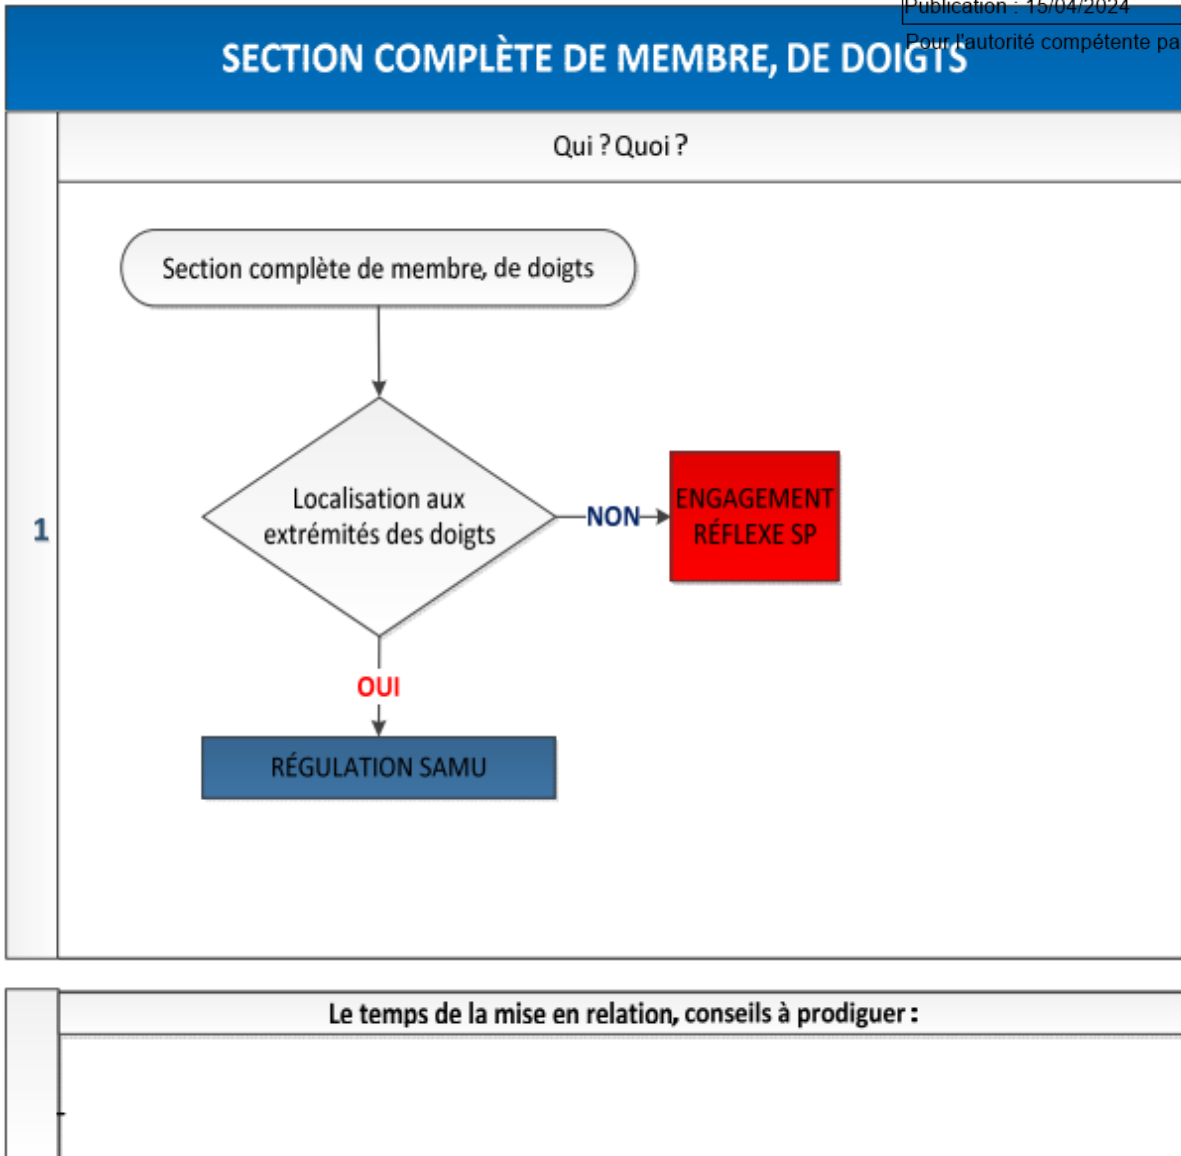 Publication : 15/04/2024
Pour l'autorité compétente pa
SECTION COMPLÈTE DE MEMBRE, DE DOIGTS
Qui ? Quoi ?
Section complète de membre, de doigts
Localisation aux
extrémités des doigts
NON
ENGAGEMENT
RÉFLEXE SP
1
OUI
RÉGULATION SAMU
Le temps de la mise en relation, conseils à prodiguer :
-